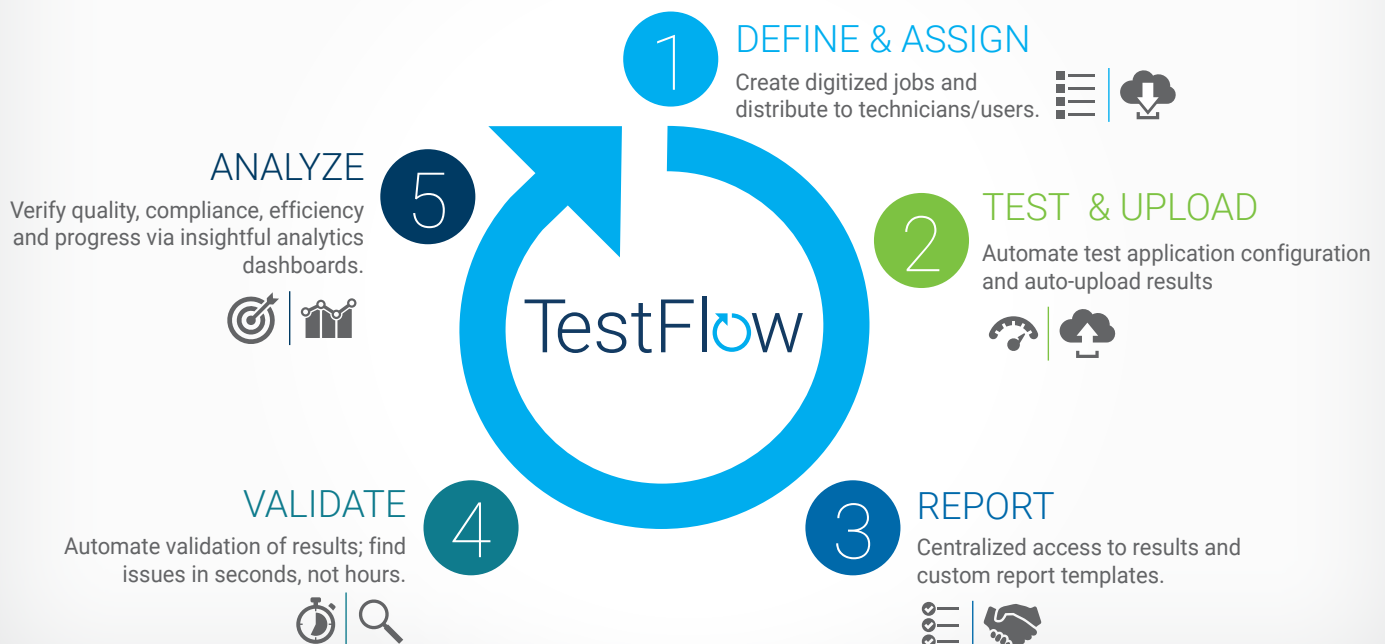 1
DEFINE & ASSIGN
Create digitized jobs and
distribute to technicians/users.
2
TEST & UPLOAD
Automate test application configuration
and auto-upload results
3
REPORT
Centralized access to results and
custom report templates.
4
VALIDATE
Automate validation of results; find
issues in seconds, not hours.
5
ANALYZE
Verify quality, compliance, efficiency
and progress via insightful analytics
dashboards.
TestFlow